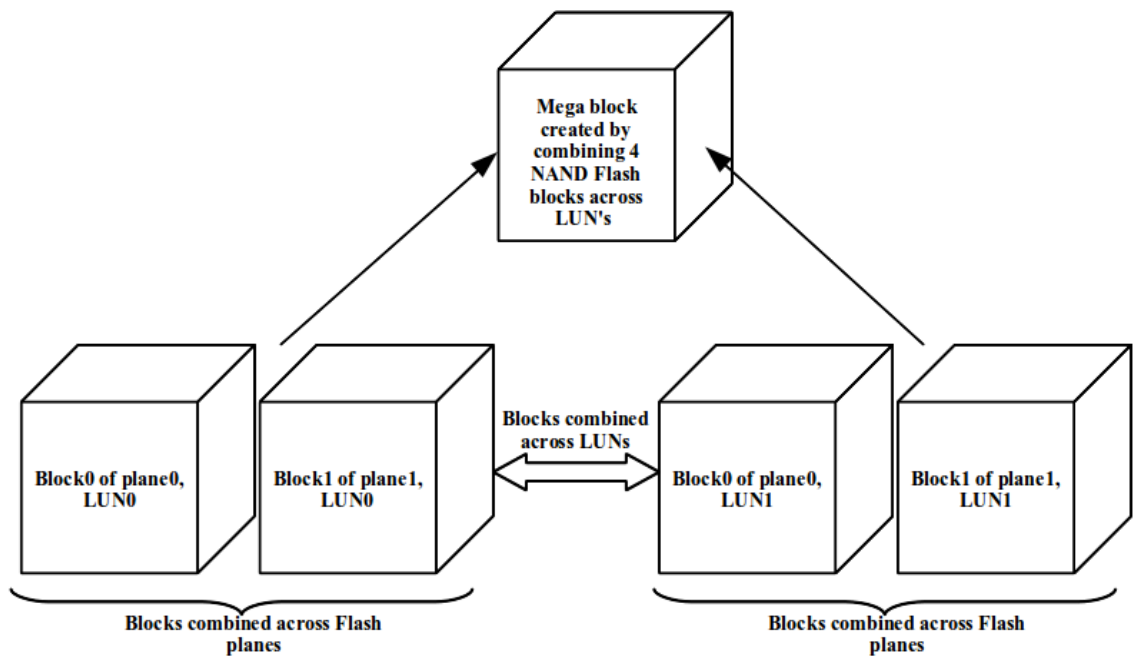 Mega block
created by
combining 4
NAND Flash
blocks across
LUN's
Blocks combined
across LUNs
Block0 of plane0,
LUN0
Block1 of plane1,
LUN0
Block0 of plane0,
LUN1
Block1 of plane1,
LUN1
Blocks combined across Flash
planes
Blocks combined across Flash
planes